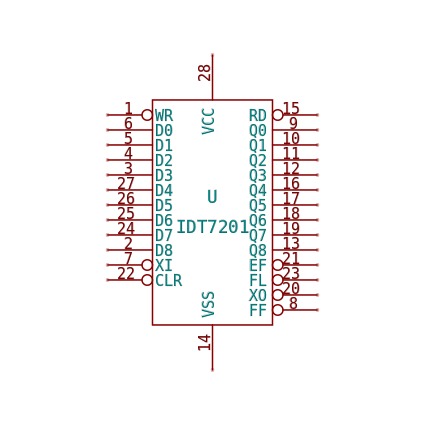 28
VCC
1 WR RD 15
6 D0 Q0 9
5 D1 Q1 10
4 D2 Q2 11
3 D3 Q3 12
27 D4 Q4 16
26 D5 Q5 17
25 D6 Q6 18
24 D7 Q7 19
2 D8 Q8 13
7 XI EF 21
22 CLR FL 23
XO 20
FF 8
U
IDT7201
VSS
14